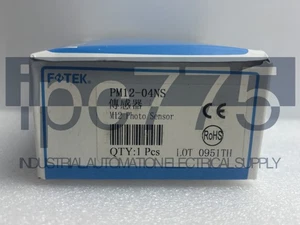 FOTEK
PM12-04NS
傳感器
M12 Photo Sensor
CE
RoHS
QTY:1 Pcs
LOT 0951TH
ipc775
INDUSTRIAL AUTOMATION ELECTRICAL SUPPLY